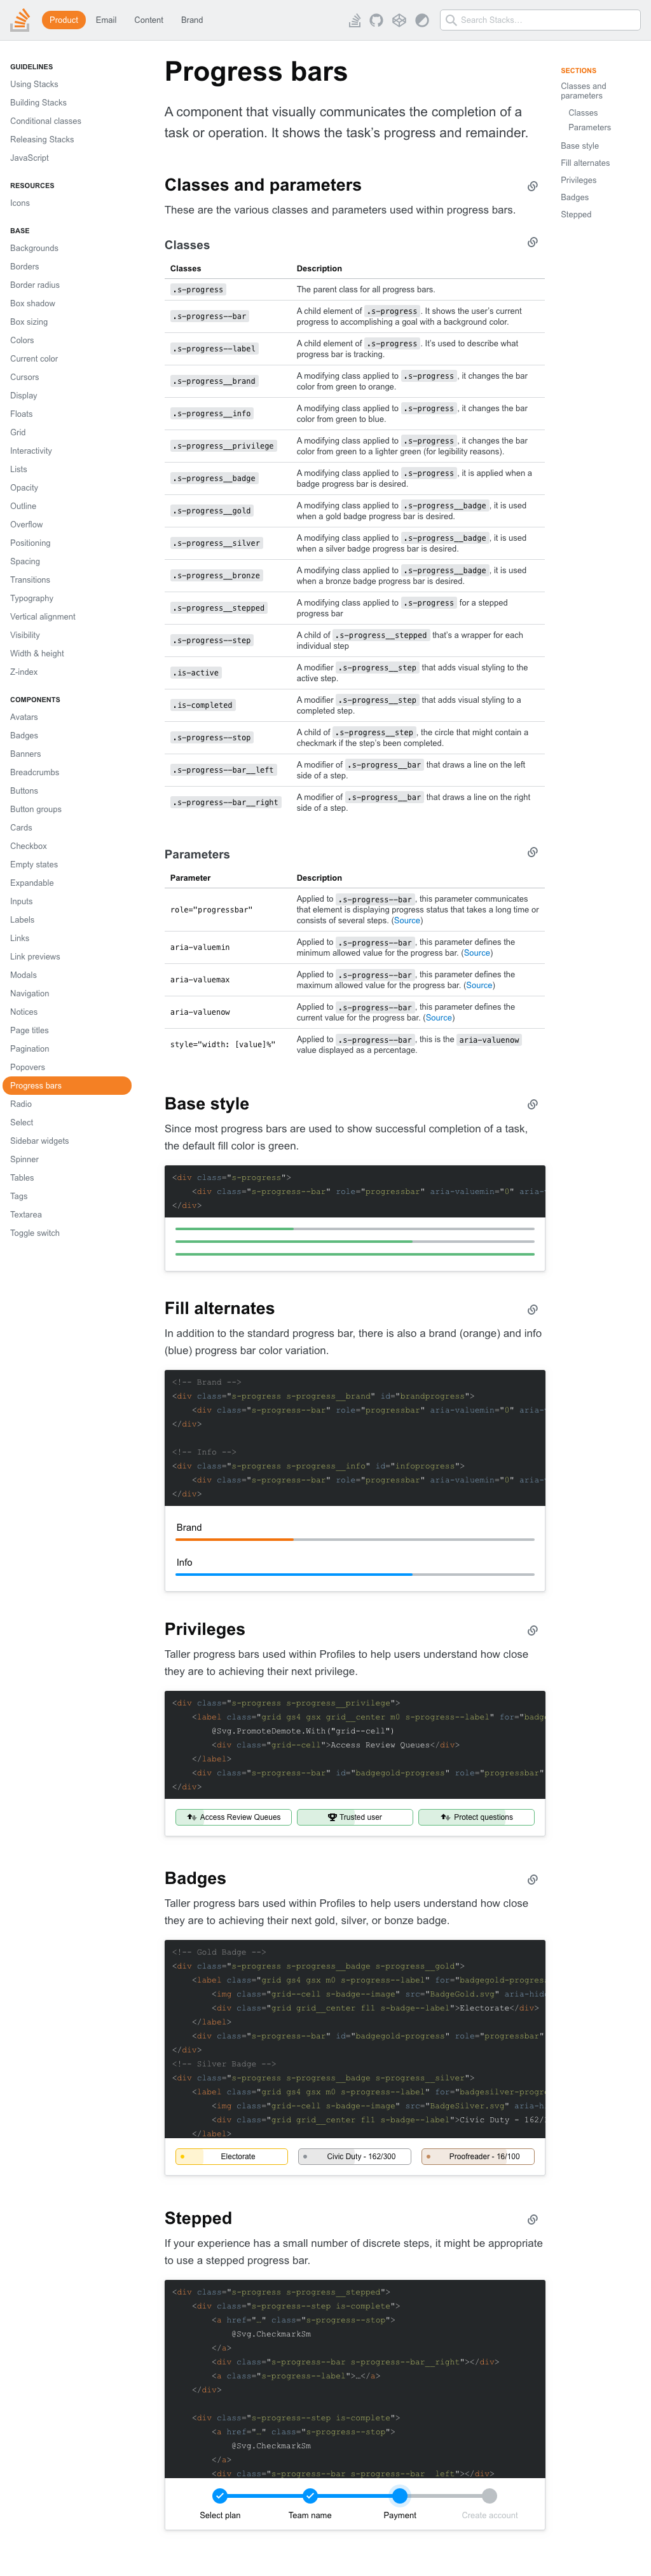 Product Email Content Brand
Search Stacks…
GUIDELINES
Using Stacks
Building Stacks
Conditional classes
Releasing Stacks
JavaScript
RESOURCES
Icons
BASE
Backgrounds
Borders
Border radius
Box shadow
Box sizing
Colors
Current color
Cursors
Display
Floats
Grid
Interactivity
Lists
Opacity
Outline
Overflow
Positioning
Spacing
Transitions
Typography
Vertical alignment
Visibility
Width & height
Z-index
COMPONENTS
Avatars
Badges
Banners
Breadcrumbs
Buttons
Button groups
Cards
Checkbox
Empty states
Expandable
Inputs
Labels
Links
Link previews
Modals
Navigation
Notices
Page titles
Pagination
Popovers
Progress bars
Radio
Select
Sidebar widgets
Spinner
Tables
Tags
Textarea
Toggle switch
Progress bars
A component that visually communicates the completion of a
task or operation. It shows the task’s progress and remainder.
Classes and parameters
These are the various classes and parameters used within progress bars.
Classes
Classes Description
.s-progress The parent class for all progress bars.
.s-progress--bar A child element of .s-progress. It shows the user’s current
progress to accomplishing a goal with a background color.
.s-progress--label A child element of .s-progress. It’s used to describe what
progress bar is tracking.
.s-progress__brand A modifying class applied to .s-progress, it changes the bar
color from green to orange.
.s-progress__info A modifying class applied to .s-progress, it changes the bar
color from green to blue.
.s-progress__privilege A modifying class applied to .s-progress, it changes the bar
color from green to a lighter green (for legibility reasons).
.s-progress__badge A modifying class applied to .s-progress, it is applied when a
badge progress bar is desired.
.s-progress__gold A modifying class applied to .s-progress__badge, it is used
when a gold badge progress bar is desired.
.s-progress__silver A modifying class applied to .s-progress__badge, it is used
when a silver badge progress bar is desired.
.s-progress__bronze A modifying class applied to .s-progress__badge, it is used
when a bronze badge progress bar is desired.
.s-progress__stepped A modifying class applied to .s-progress for a stepped
progress bar
.s-progress--step A child of .s-progress__stepped that’s a wrapper for each
individual step
.is-active A modifier .s-progress__step that adds visual styling to the
active step.
.is-completed A modifier .s-progress__step that adds visual styling to a
completed step.
.s-progress--stop A child of .s-progress__step, the circle that might contain a
checkmark if the step’s been completed.
.s-progress--bar__left A modifier of .s-progress__bar that draws a line on the left
side of a step.
.s-progress--bar__right A modifier of .s-progress__bar that draws a line on the right
side of a step.
Parameters
Parameter Description
role="progressbar" Applied to .s-progress--bar, this parameter communicates
that element is displaying progress status that takes a long time or
consists of several steps. (Source)
aria-valuemin Applied to .s-progress--bar, this parameter defines the
minimum allowed value for the progress bar. (Source)
aria-valuemax Applied to .s-progress--bar, this parameter defines the
maximum allowed value for the progress bar. (Source)
aria-valuenow Applied to .s-progress--bar, this parameter defines the
current value for the progress bar. (Source)
style="width: [value]%" Applied to .s-progress--bar, this is the aria-valuenow
value displayed as a percentage.
Base style
Since most progress bars are used to show successful completion of a task,
the default fill color is green.
<div class="s-progress">
<div class="s-progress--bar" role="progressbar" aria-valuemin="0" aria-
</div>
Fill alternates
In addition to the standard progress bar, there is also a brand (orange) and info
(blue) progress bar color variation.
<!-- Brand -->
<div class="s-progress s-progress__brand" id="brandprogress">
<div class="s-progress--bar" role="progressbar" aria-valuemin="0" aria-
</div>
<!-- Info -->
<div class="s-progress s-progress__info" id="infoprogress">
<div class="s-progress--bar" role="progressbar" aria-valuemin="0" aria-
</div>
Brand
Info
Privileges
Taller progress bars used within Profiles to help users understand how close
they are to achieving their next privilege.
<div class="s-progress s-progress__privilege">
<label class="grid gs4 gsx grid__center m0 s-progress--label" for="badg
@Svg.PromoteDemote.With("grid--cell")
<div class="grid--cell">Access Review Queues</div>
</label>
<div class="s-progress--bar" id="badgegold-progress" role="progressbar"
</div>
Access Review Queues Trusted user Protect questions
Badges
Taller progress bars used within Profiles to help users understand how close
they are to achieving their next gold, silver, or bonze badge.
<!-- Gold Badge -->
<div class="s-progress s-progress__badge s-progress__gold">
<label class="grid gs4 gsx m0 s-progress--label" for="badgegold-progres
<img class="grid--cell s-badge--image" src="BadgeGold.svg" aria-hid
<div class="grid grid__center fl1 s-badge--label">Electorate</div>
</label>
<div class="s-progress--bar" id="badgegold-progress" role="progressbar"
</div>
<!-- Silver Badge -->
<div class="s-progress s-progress__badge s-progress__silver">
<label class="grid gs4 gsx m0 s-progress--label" for="badgesilver-progr
<img class="grid--cell s-badge--image" src="BadgeSilver.svg" aria-h
<div class="grid grid__center fl1 s-badge--label">Civic Duty - 162/
</label>
Electorate Civic Duty - 162/300 Proofreader - 16/100
Stepped
If your experience has a small number of discrete steps, it might be appropriate
to use a stepped progress bar.
<div class="s-progress s-progress__stepped">
<div class="s-progress--step is-complete">
<a href="…" class="s-progress--stop">
@Svg.CheckmarkSm
</a>
<div class="s-progress--bar s-progress--bar__right"></div>
<a class="s-progress--label">…</a>
</div>
<div class="s-progress--step is-complete">
<a href="…" class="s-progress--stop">
@Svg.CheckmarkSm
</a>
<div class="s-progress--bar s-progress--bar__left"></div>
Select plan Team name Payment Create account
SECTIONS
Classes and
parameters
Classes
Parameters
Base style
Fill alternates
Privileges
Badges
Stepped